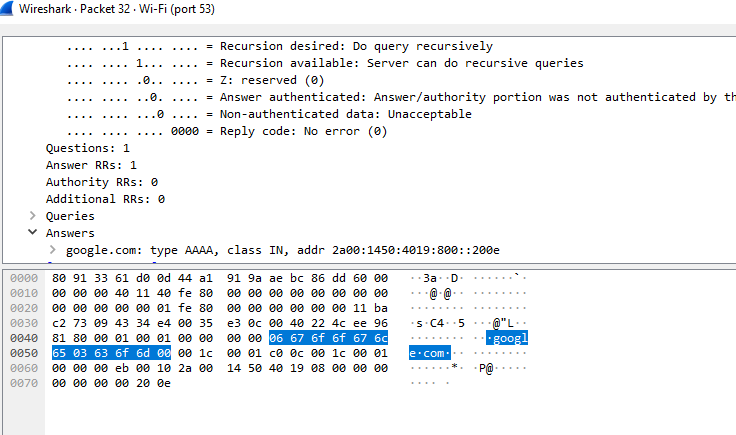 Wireshark · Packet 32 · Wi-Fi (port 53)
.... ...1 .... .... = Recursion desired: Do query recursively
.... .... 1... .... = Recursion available: Server can do recursive queries
.... .... .0.. .... = Z: reserved (0)
.... .... ..0. .... = Answer authenticated: Answer/authority portion was not authenticated by th
.... .... ...0 .... = Non-authenticated data: Unacceptable
.... .... .... 0000 = Reply code: No error (0)
Questions: 1
Answer RRs: 1
Authority RRs: 0
Additional RRs: 0
Queries
Answers
google.com: type AAAA, class IN, addr 2a00:1450:4019:800::200e
0000 80 91 33 61 d0 0d 44 a1 91 9a ae bc 86 dd 60 00 ··3a··D· ······`·
0010 00 00 00 40 11 40 fe 80 00 00 00 00 00 00 00 00 ···@·@·· ········
0020 00 00 00 00 00 01 fe 80 00 00 00 00 00 00 11 ba ········ ········
0030 c2 73 09 43 34 e4 00 35 e3 0c 00 40 22 4c ee 96 ·s·C4··5 ···@"L··
0040 81 80 00 01 00 01 00 00 00 00 06 67 6f 6f 67 6c ········ ···googl
0050 65 03 63 6f 6d 00 00 1c 00 01 c0 0c 00 1c 00 01 e·com··· ········
0060 00 00 00 eb 00 10 2a 00 14 50 40 19 08 00 00 00 ······*· ·P@·····
0070 00 00 00 00 20 0e ···· ·